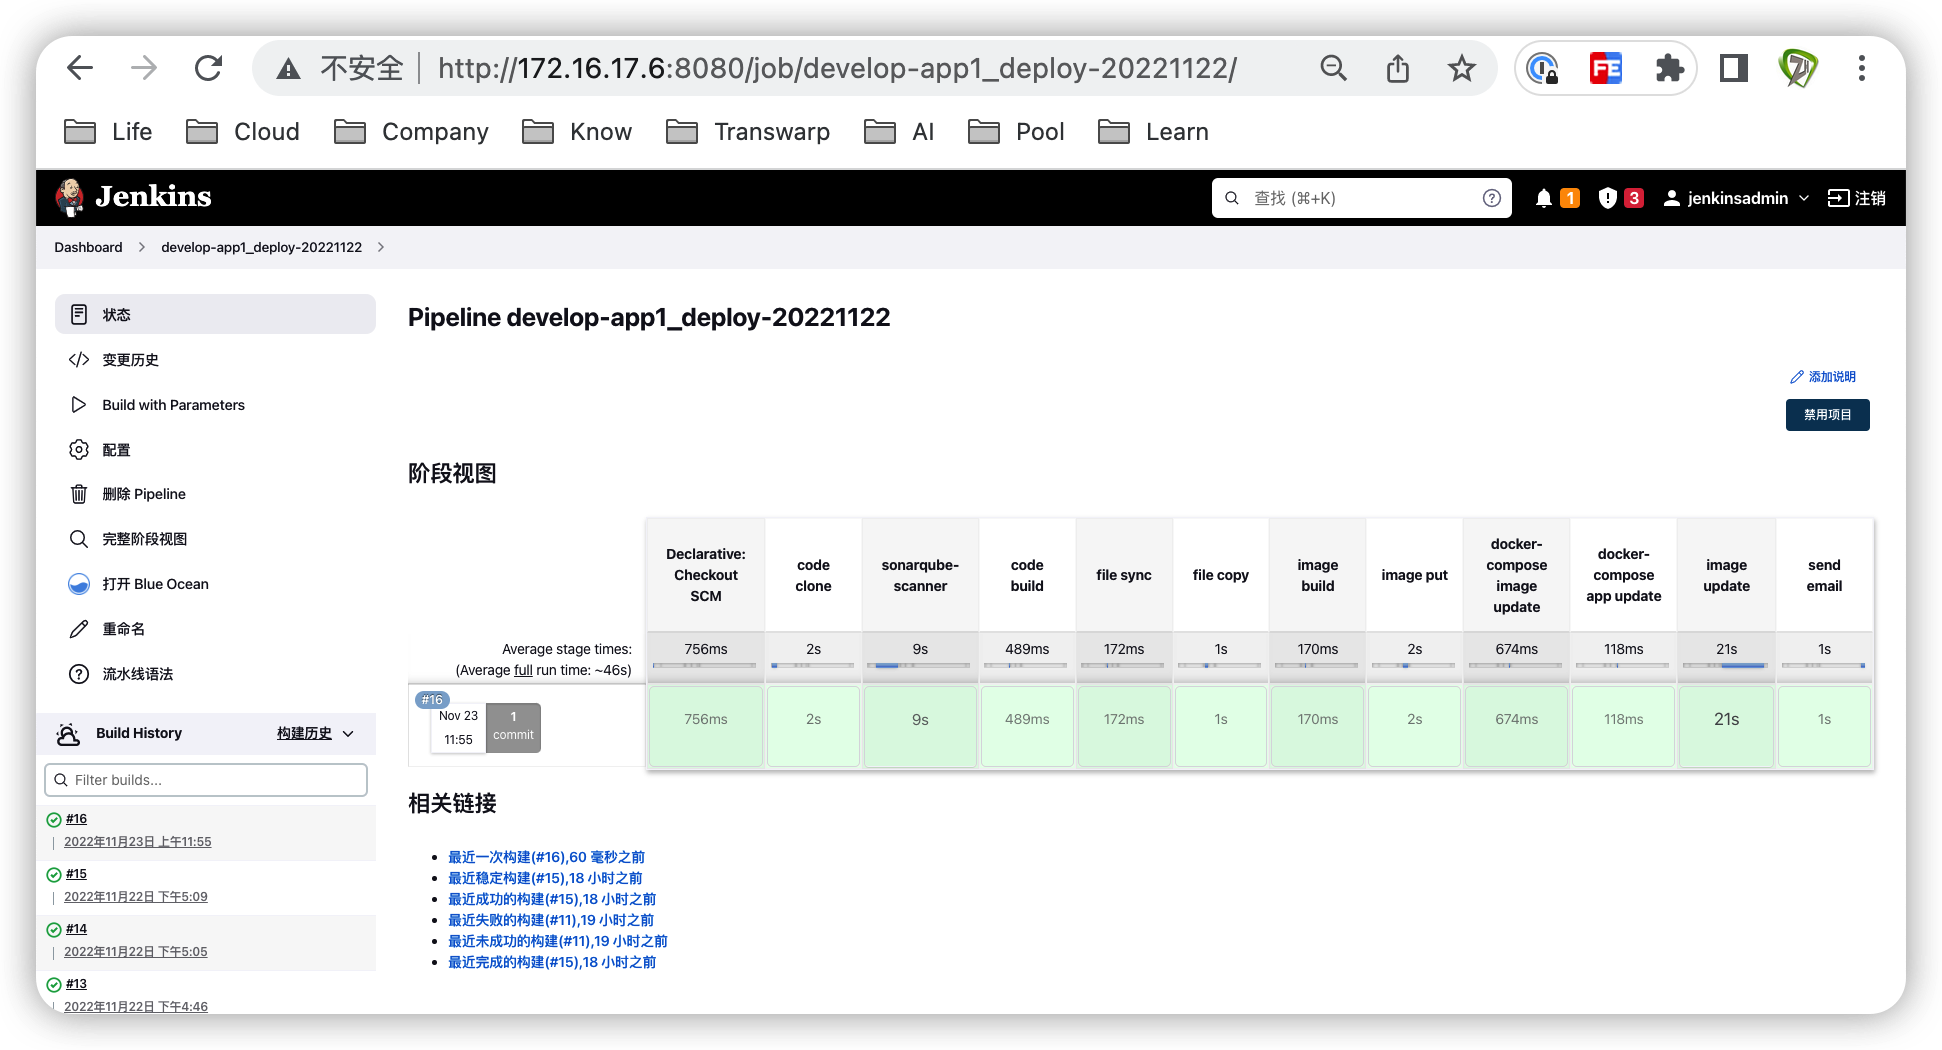 不安全 http://172.16.17.6:8080/job/develop-app1_deploy-20221122/
Life Cloud Company Know Transwarp AI Pool Learn
Jenkins 查找 (⌘+K) 1 3 jenkinsadmin 注销
Dashboard develop-app1_deploy-20221122
状态
变更历史
Build with Parameters
配置
删除 Pipeline
完整阶段视图
打开 Blue Ocean
重命名
流水线语法
Build History 构建历史
Filter builds...
#16
2022年11月23日 上午11:55
#15
2022年11月22日 下午5:09
#14
2022年11月22日 下午5:05
#13
2022年11月22日 下午4:46
Pipeline develop-app1_deploy-20221122
添加说明
禁用项目
阶段视图
Declarative:
Checkout
SCM
code
clone
sonarqube-
scanner
code
build
file sync
file copy
image
build
image put
docker-
compose
image
update
docker-
compose
app update
image
update
send
email
Average stage times:
(Average full run time: ~46s)
756ms 2s 9s 489ms 172ms 1s 170ms 2s 674ms 118ms 21s 1s
#16
Nov 23
11:55
1
commit
756ms 2s 9s 489ms 172ms 1s 170ms 2s 674ms 118ms 21s 1s
相关链接
最近一次构建(#16),60 毫秒之前
最近稳定构建(#15),18 小时之前
最近成功的构建(#15),18 小时之前
最近失败的构建(#11),19 小时之前
最近未成功的构建(#11),19 小时之前
最近完成的构建(#15),18 小时之前